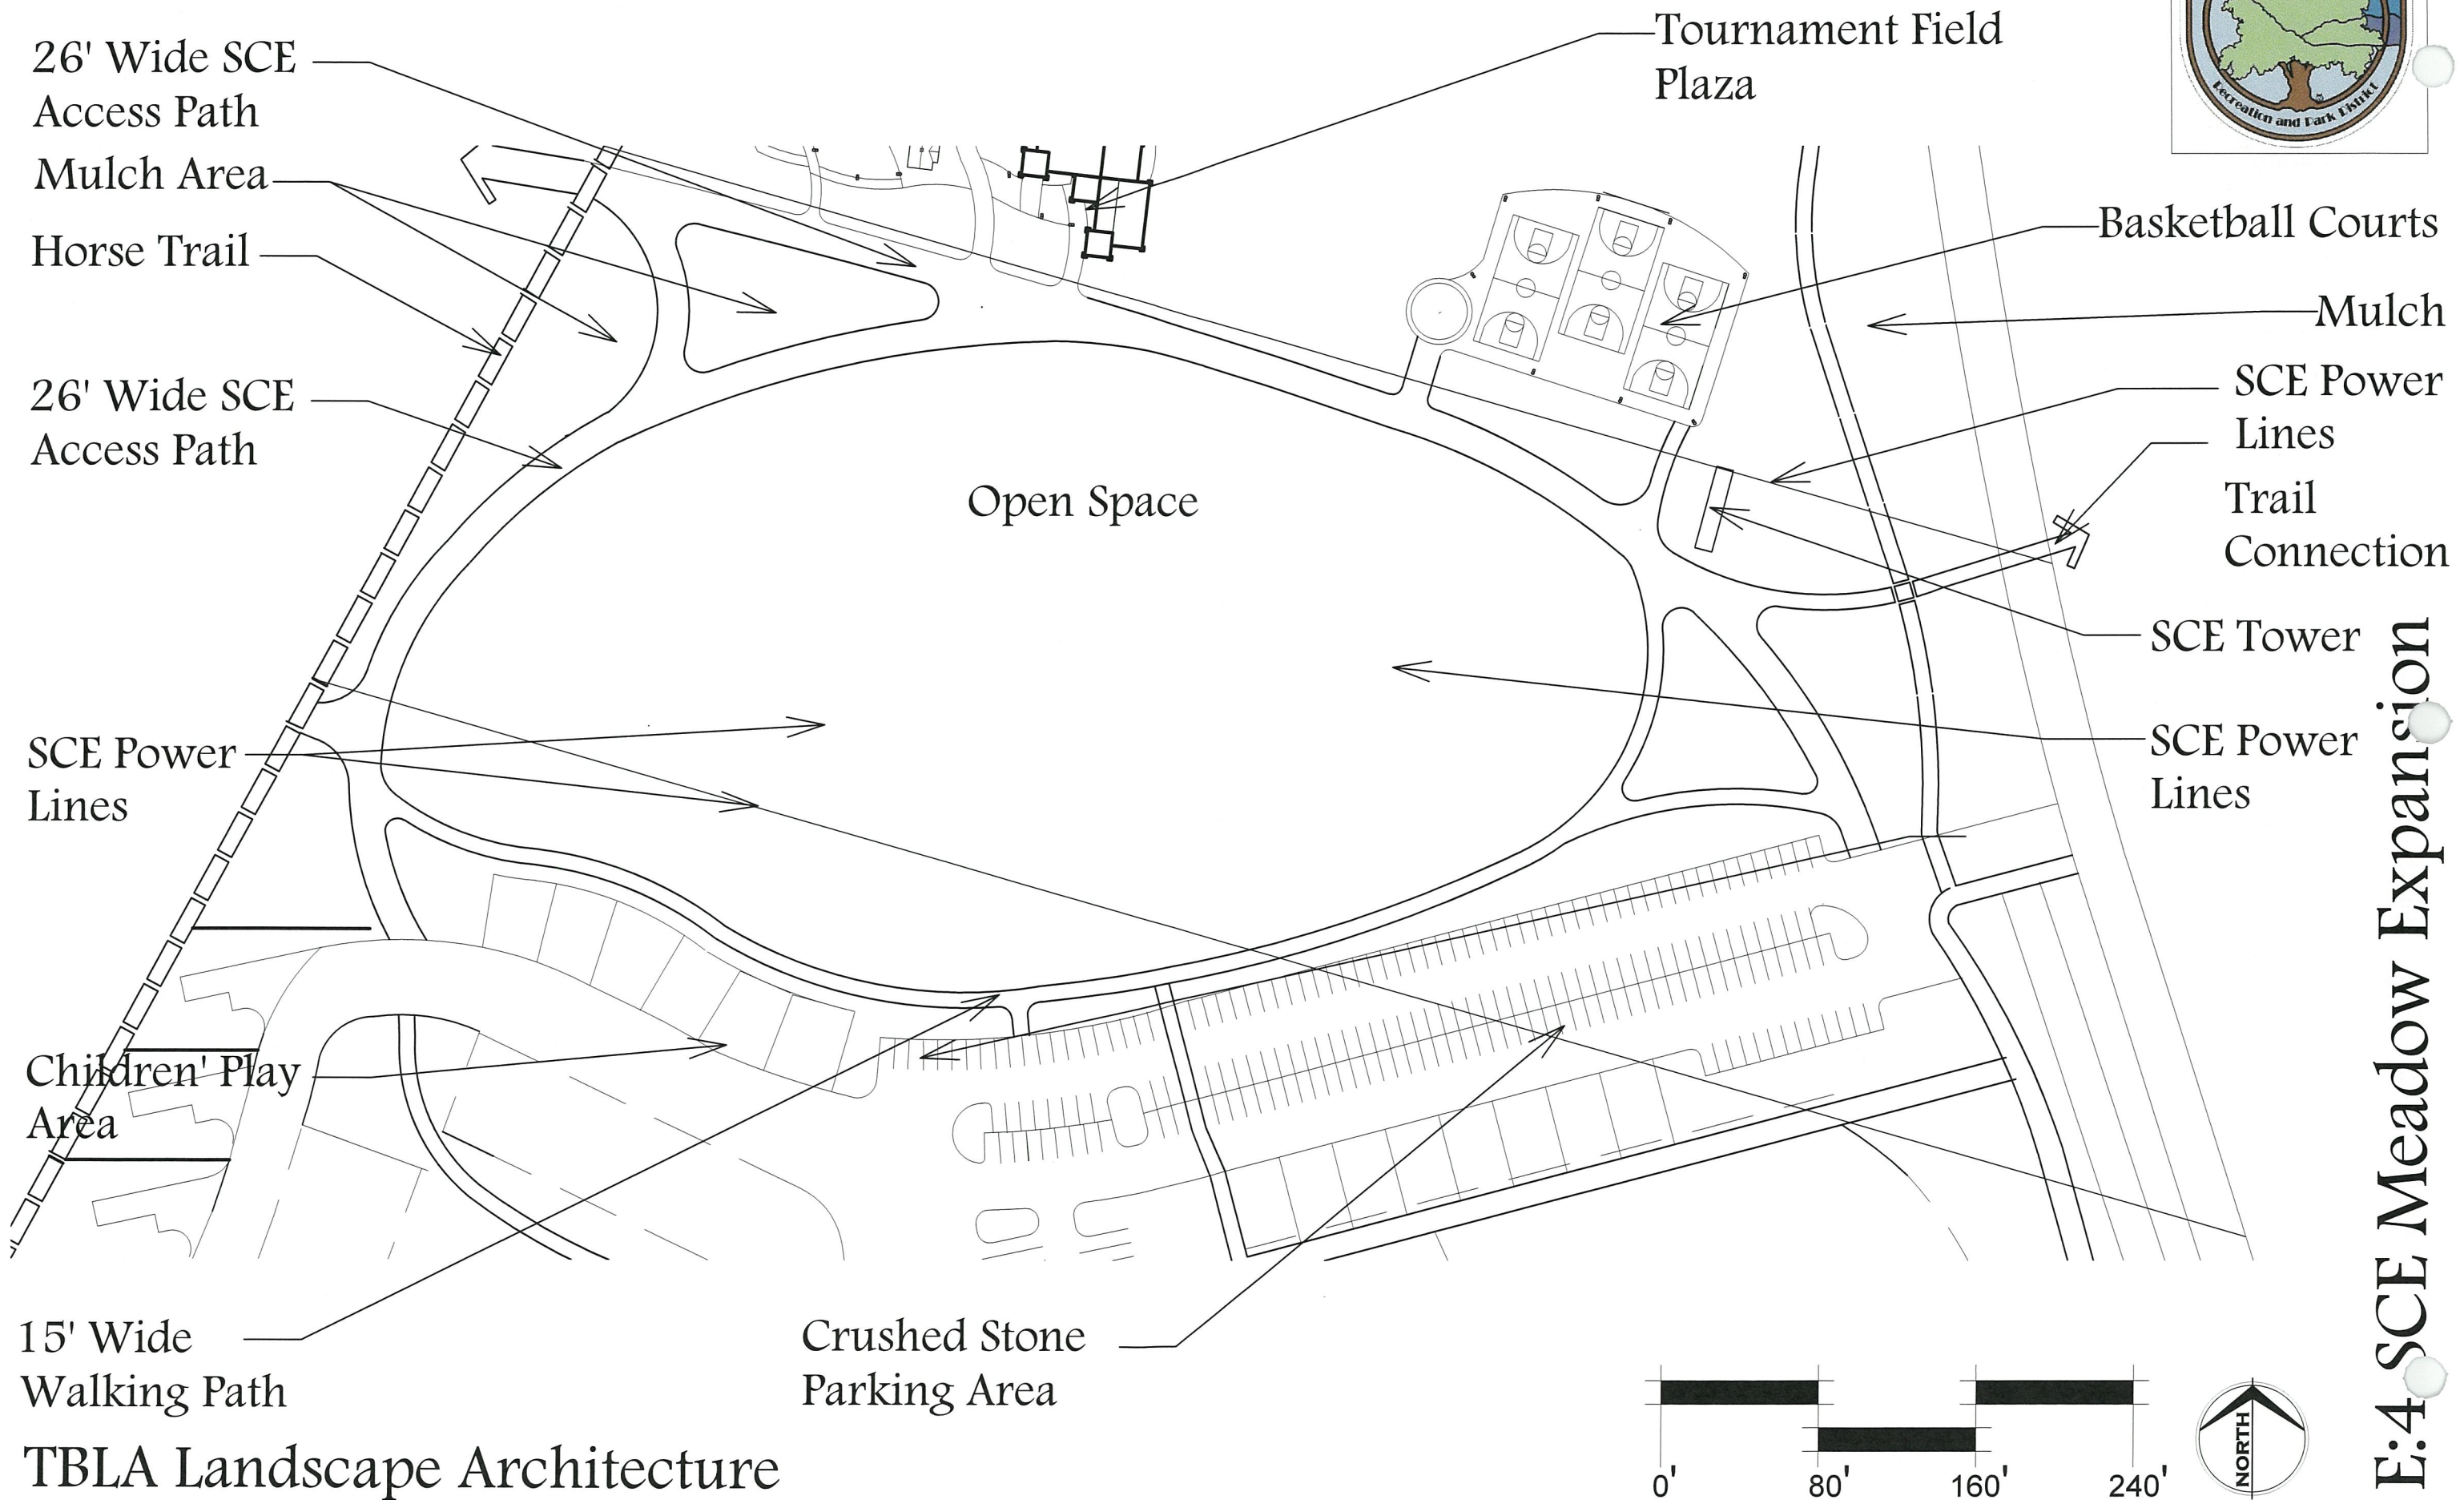 26' Wide SCE
Access Path
Mulch Area
Horse Trail
26' Wide SCE
Access Path
SCE Power
Lines
Children' Play
Area
15' Wide
Walking Path
TBLA Landscape Architecture
Open Space
Crushed Stone
Parking Area
Tournament Field
Plaza
Recreation and Park District
Basketball Courts
Mulch
SCE Power
Lines
Trail
Connection
SCE Tower
SCE Power
Lines
0' 80' 160' 240'
NORTH
E:4 SCE Meadow Expansion